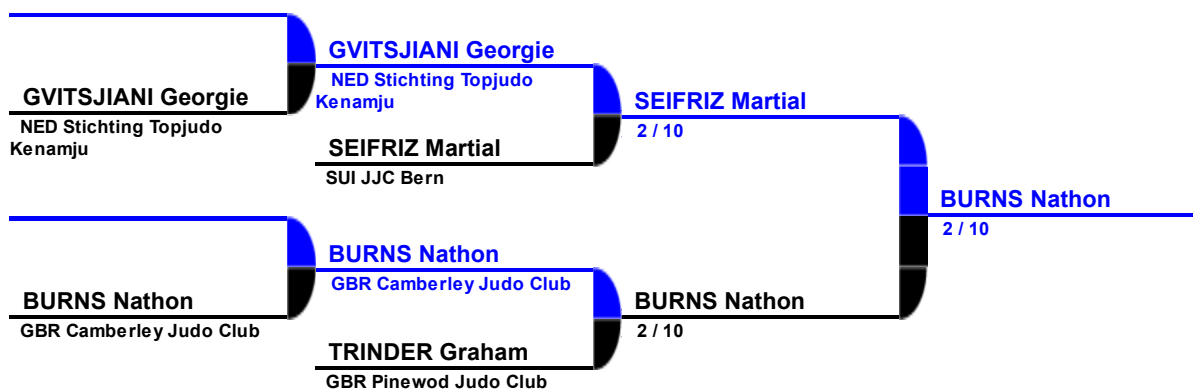 GVITSJIANI Georgie
NED Stichting Topjudo
Kenamju
GVITSJIANI Georgie
NED Stichting Topjudo
Kenamju
SEIFRIZ Martial
SUI JJC Bern
SEIFRIZ Martial
2 / 10
BURNS Nathon
2 / 10
BURNS Nathon
GBR Camberley Judo Club
BURNS Nathon
GBR Camberley Judo Club
TRINDER Graham
GBR Pinewod Judo Club
BURNS Nathon
2 / 10